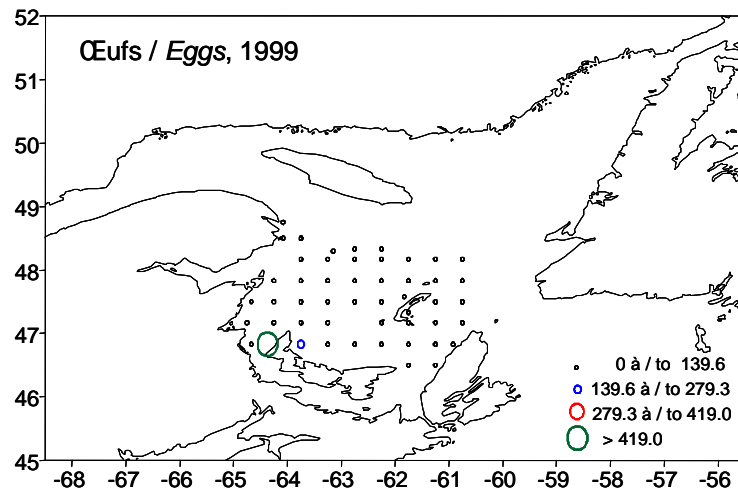 Œufs / Eggs, 1999
52
51
50
49
48
47
46
45
0 à / to 139.6
139.6 à / to 279.3
279.3 à / to 419.0
> 419.0
-68 -67 -66 -65 -64 -63 -62 -61 -60 -59 -58 -57 -56